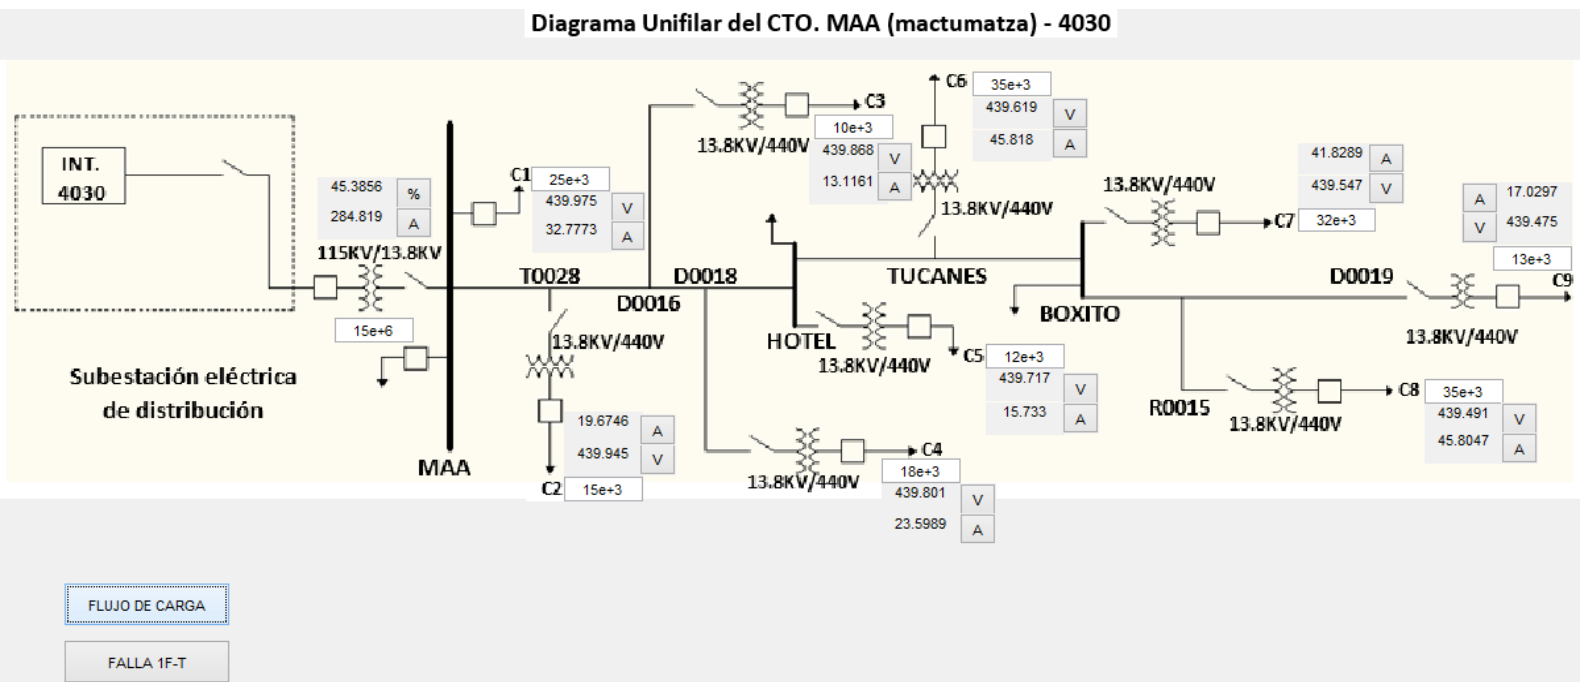 Diagrama Unifilar del CTO. MAA (mactumatza) - 4030
INT.
4030
45.3856 %
284.819 A
115KV/13.8KV
15e+6
Subestación eléctrica
de distribución
MAA
C1 25e+3
439.975 V
32.7773 A
T0028
13.8KV/440V
19.6746 A
439.945 V
C2 15e+3
D0016
C3
10e+3
13.8KV/440V
439.868 V
13.1161 A
D0018
13.8KV/440V
C4
18e+3
439.801 V
23.5989 A
HOTEL
13.8KV/440V
C5 12e+3
439.717 V
15.733 A
C6 35e+3
439.619 V
45.818 A
13.8KV/440V
TUCANES
BOXITO
13.8KV/440V
41.8289 A
439.547 V
C7 32e+3
R0015
13.8KV/440V
C8 35e+3
439.491 V
45.8047 A
D0019
A 17.0297
V 439.475
13e+3
C9
13.8KV/440V
FLUJO DE CARGA
FALLA 1F-T